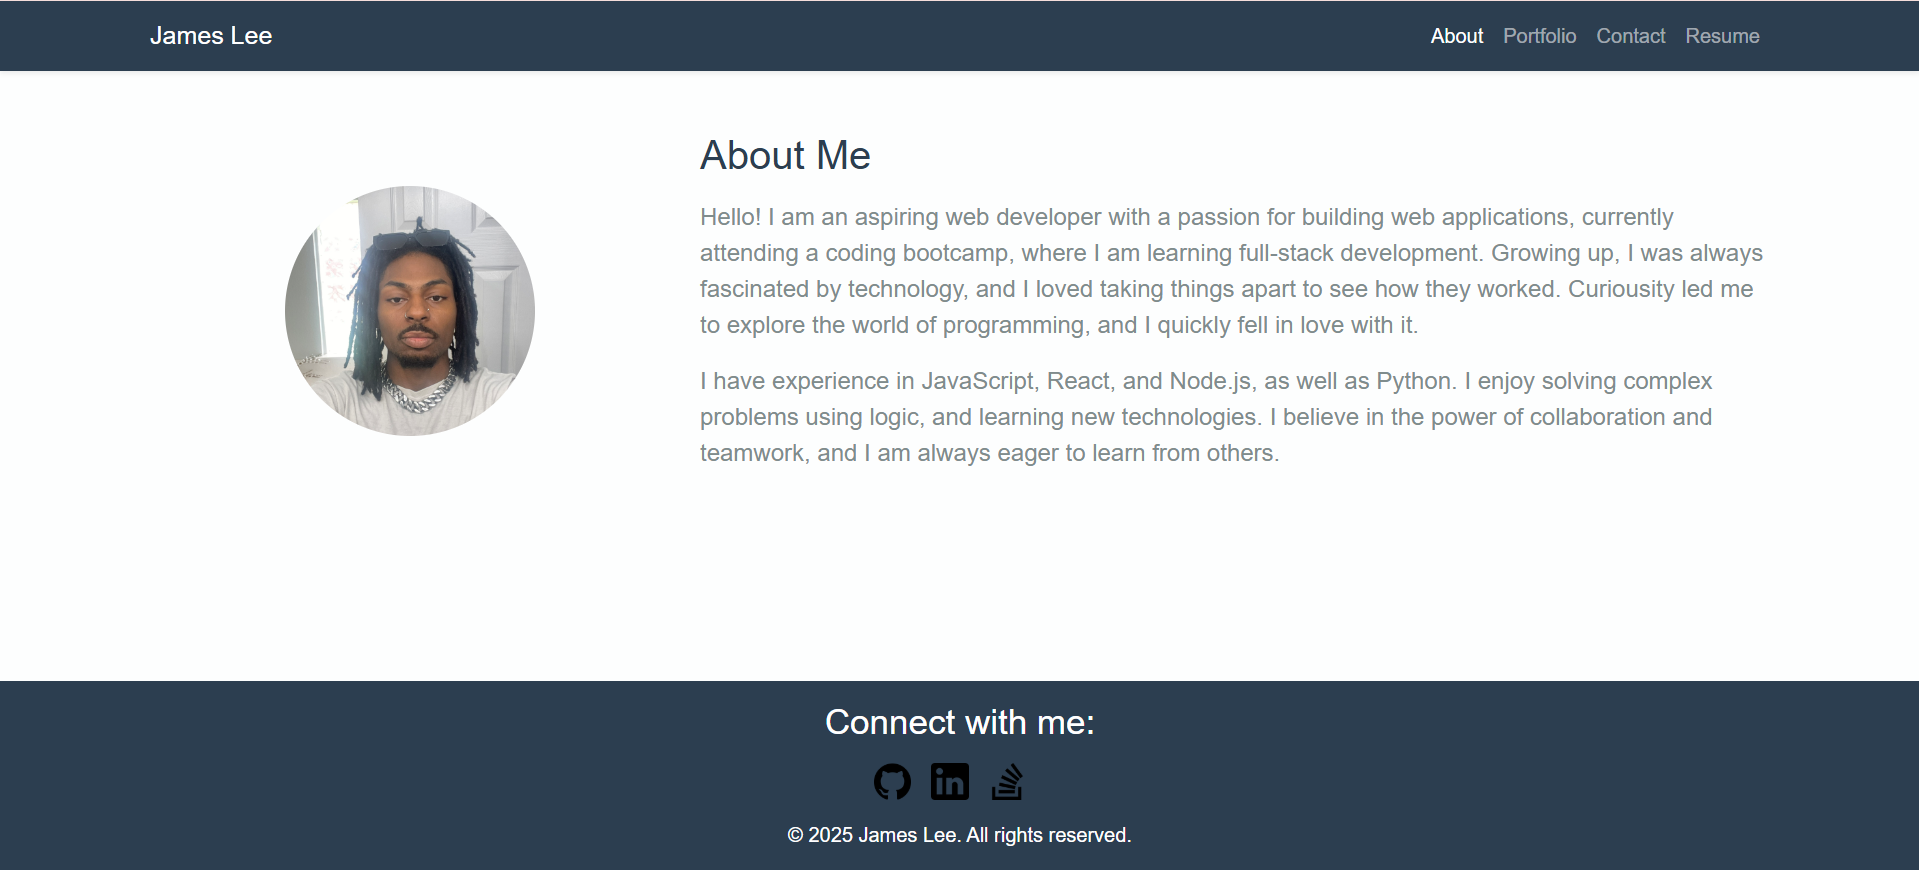 James Lee
About Portfolio Contact Resume
About Me
Hello! I am an aspiring web developer with a passion for building web applications, currently
attending a coding bootcamp, where I am learning full-stack development. Growing up, I was always
fascinated by technology, and I loved taking things apart to see how they worked. Curiousity led me
to explore the world of programming, and I quickly fell in love with it.
I have experience in JavaScript, React, and Node.js, as well as Python. I enjoy solving complex
problems using logic, and learning new technologies. I believe in the power of collaboration and
teamwork, and I am always eager to learn from others.
Connect with me:
in
© 2025 James Lee. All rights reserved.